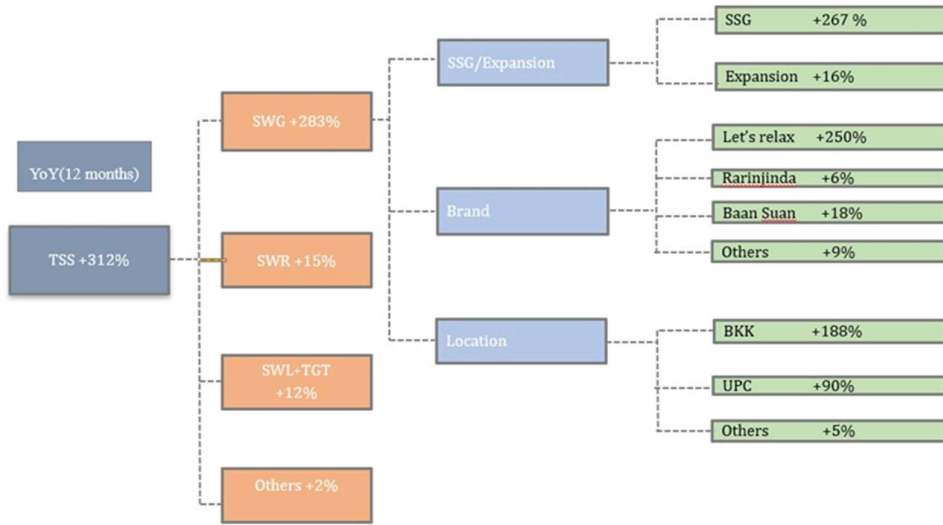 YoY(12 months)
TSS +312%
SWG +283%
SWR +15%
SWL+TGT
+12%
Others +2%
SSG/Expansion
Brand
Location
SSG +267 %
Expansion +16%
Let's relax +250%
Rarinjinda +6%
Baan Suan +18%
Others +9%
BKK +188%
UPC +90%
Others +5%